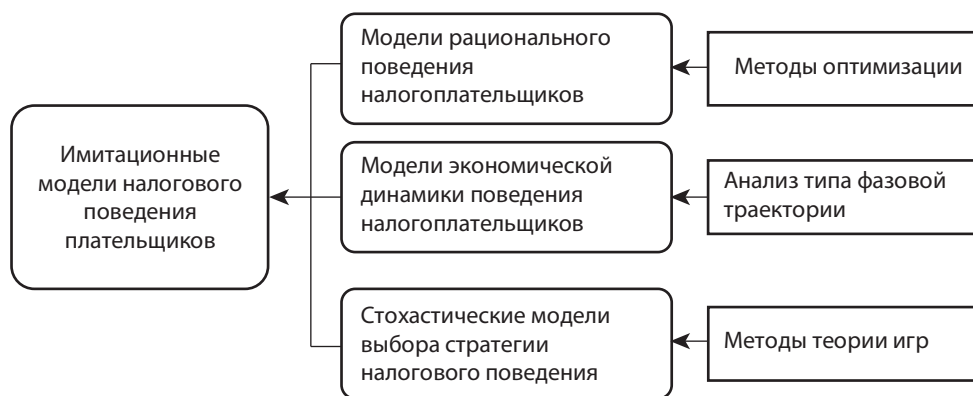 Имитационные
модели налогового
поведения
плательщиков
Модели рационального
поведения
налогоплательщиков
Методы оптимизации
Модели экономической
динамики поведения
налогоплательщиков
Анализ типа фазовой
траектории
Стохастические модели
выбора стратегии
налогового поведения
Методы теории игр